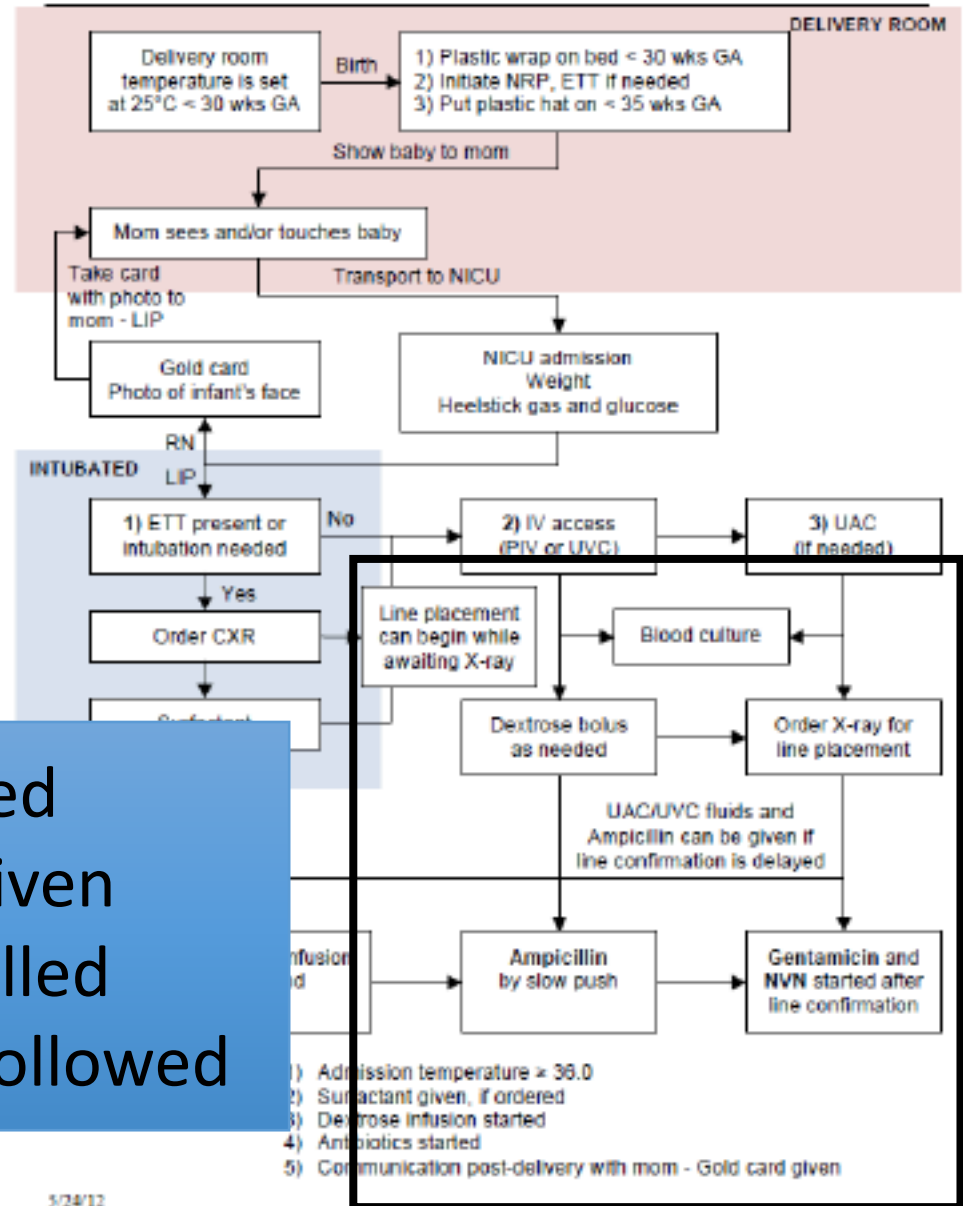 DELIVERY ROOM
Delivery room
temperature is set
at 25°C < 30 wks GA
Birth
1) Plastic wrap on bed < 30 wks GA
2) Initiate NRP, ETT if needed
3) Put plastic hat on < 35 wks GA
Show baby to mom
Mom sees and/or touches baby
Take card
with photo to
mom - LIP
Transport to NICU
Gold card
Photo of infant's face
NICU admission
Weight
Heelstick gas and glucose
RN
INTUBATED
LIP
1) ETT present or
intubation needed
No
2) IV access
(PIV or UVC)
3) UAC
(if needed)
Yes
Order CXR
Line placement
can begin while
awaiting X-ray
Blood culture
Surfactant
Dextrose bolus
as needed
Order X-ray for
line placement
UAC/UVC fluids and
Ampicillin can be given if
line confirmation is delayed
ed
iven
lled
ollowed
nfusion
d
Ampicillin
by slow push
Gentamicin and
NVN started after
line confirmation
1) Admission temperature ≥ 36.0
2) Surfactant given, if ordered
3) Dextrose infusion started
4) Antibiotics started
5) Communication post-delivery with mom - Gold card given
5/24/12